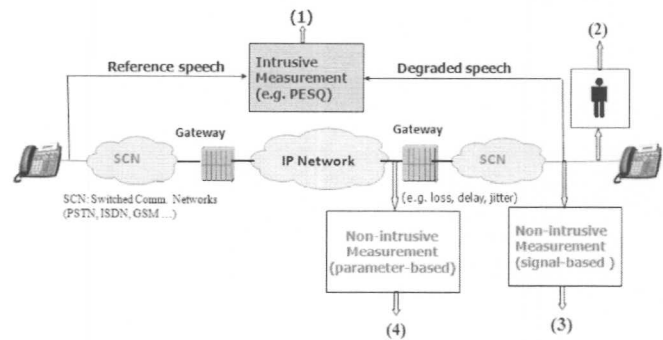 (1)
(2)
Reference speech
Intrusive
Measurement
(e.g. PESQ)
Degraded speech
Gateway
Gateway
SCN
IP Network
SCN
SCN: Switched Comm. Networks
(PSTN, ISDN, GSM ...)
(e.g. loss, delay, jitter)
Non-intrusive
Measurement
(parameter-based)
Non-intrusive
Measurement
(signal-based )
(4)
(3)